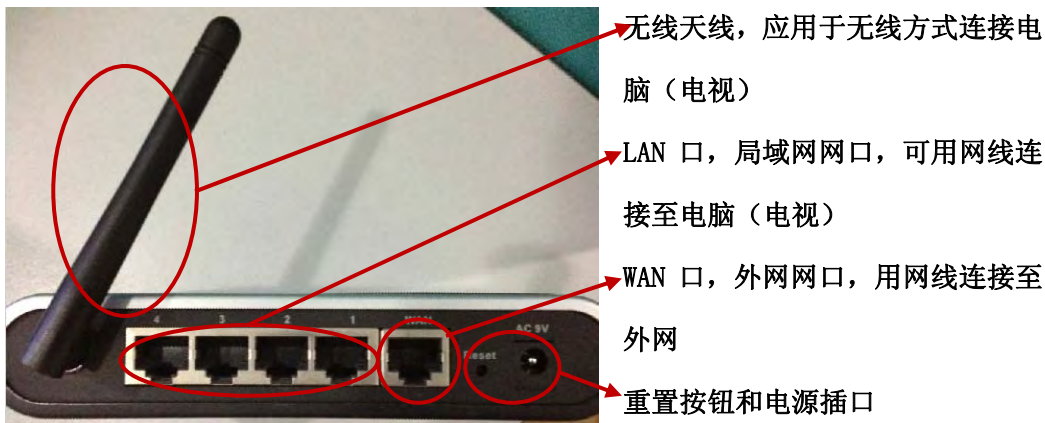 无线天线，应用于无线方式连接电
脑（电视）
LAN 口，局域网网口，可用网线连
接至电脑（电视）
WAN 口，外网网口，用网线连接至
外网
重置按钮和电源插口
4 3 2 1 WAN
Reset
AC 9V